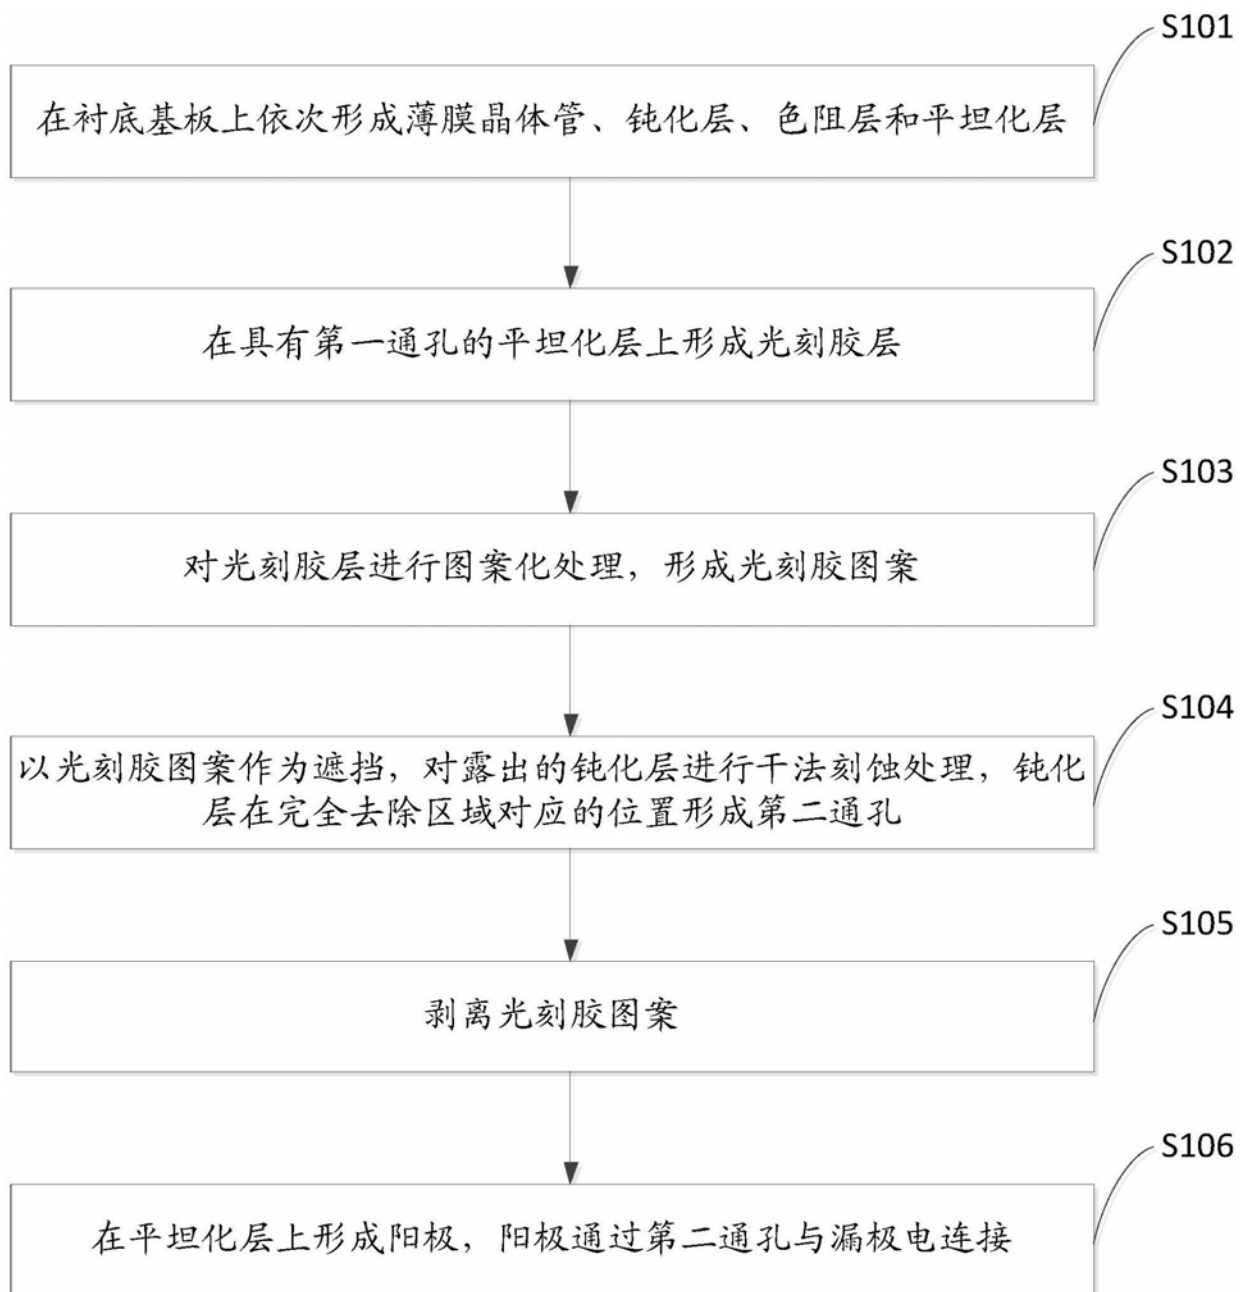 S101
在衬底基板上依次形成薄膜晶体管、钝化层、色阻层和平坦化层
S102
在具有第一通孔的平坦化层上形成光刻胶层
S103
对光刻胶层进行图案化处理，形成光刻胶图案
S104
以光刻胶图案作为遮挡，对露出的钝化层进行干法刻蚀处理，钝化
层在完全去除区域对应的位置形成第二通孔
S105
剥离光刻胶图案
S106
在平坦化层上形成阳极，阳极通过第二通孔与漏极电连接